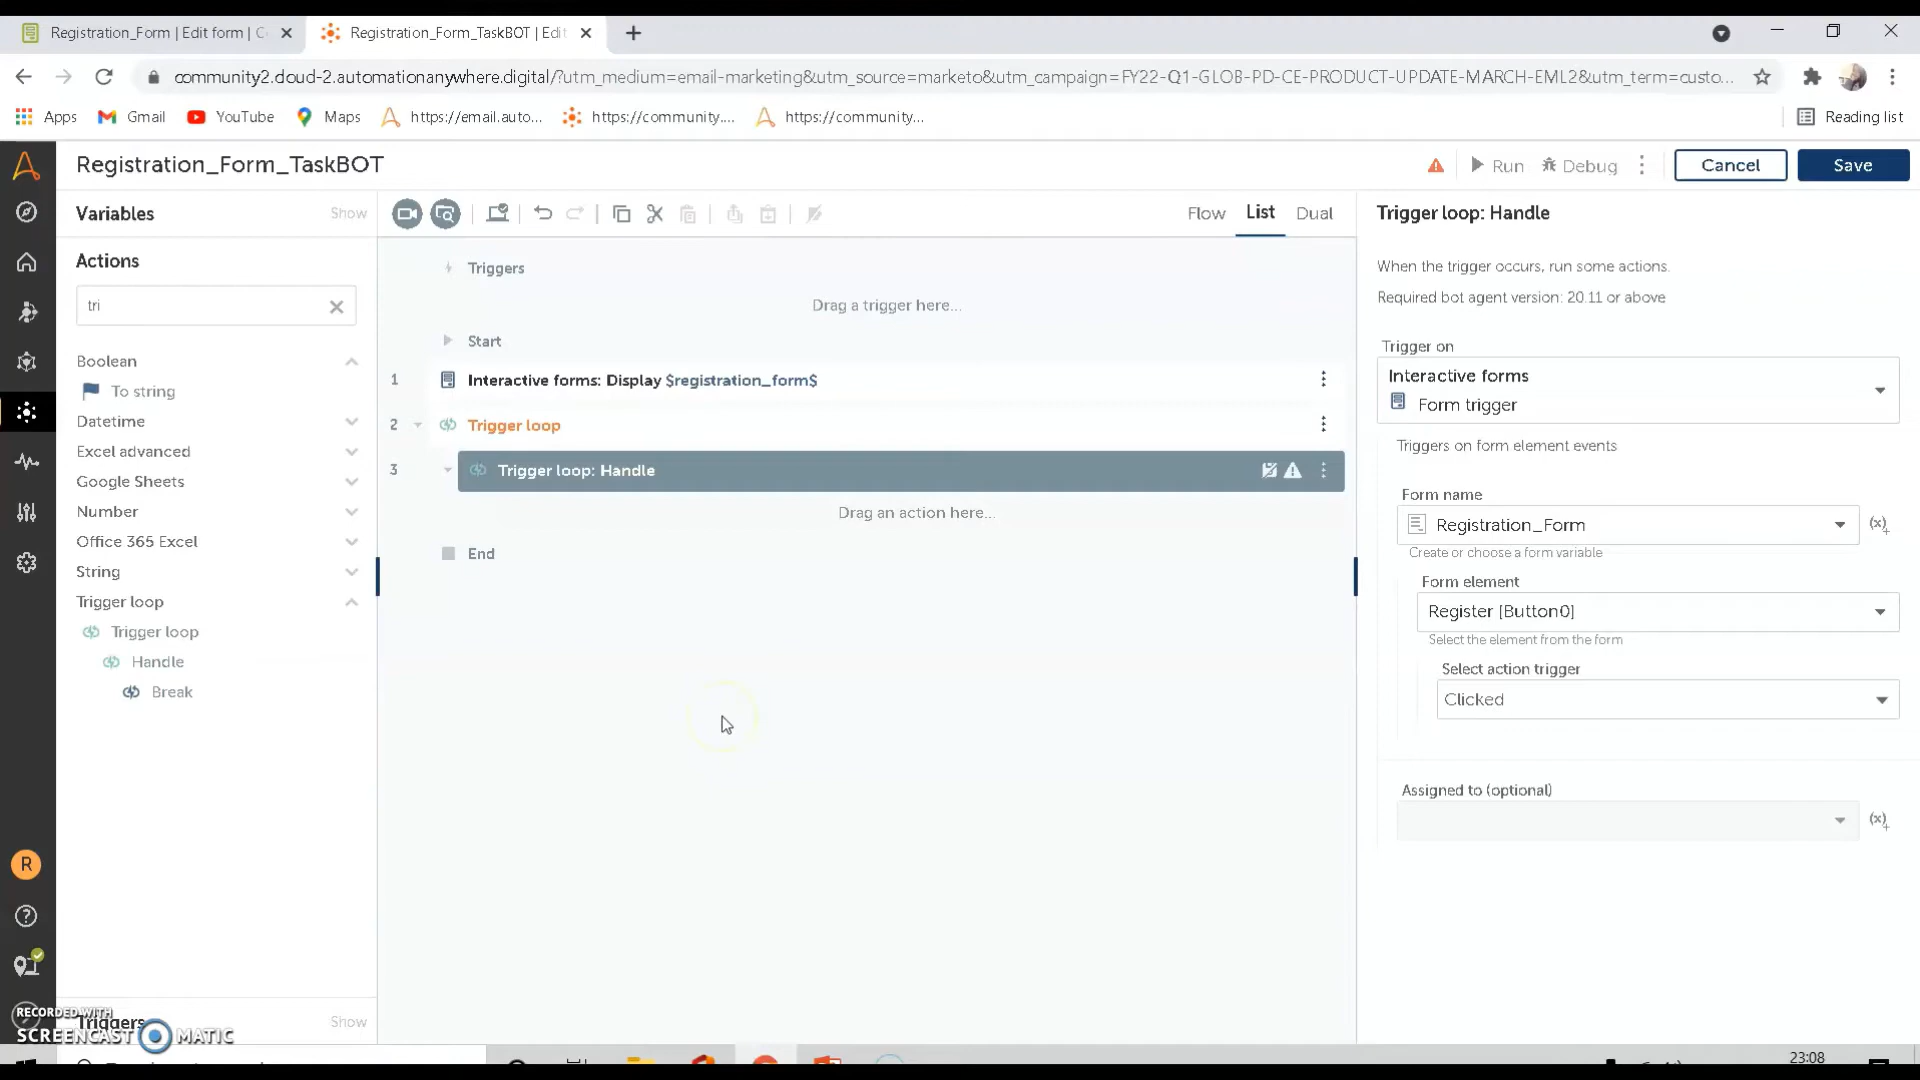 Registration_Form | Edit form | C
Registration_Form_TaskBOT | Edit
community2.cloud-2.automationanywhere.digital/?utm_medium=email-marketing&utm_source=marketo&utm_campaign=FY22-Q1-GLOB-PD-CE-PRODUCT-UPDATE-MARCH-EML2&utm_term=custo...
Apps Gmail YouTube Maps https://email.auto... https://community.... https://community... Reading list
Registration_Form_TaskBOT
Run Debug Cancel Save
Variables Show
Flow List Dual
Trigger loop: Handle
Actions
tri
Boolean
To string
Datetime
Excel advanced
Google Sheets
Number
Office 365 Excel
String
Trigger loop
Trigger loop
Handle
Break
Triggers Show
Triggers
Drag a trigger here...
Start
1 Interactive forms: Display $registration_form$
2 Trigger loop
3 Trigger loop: Handle
Drag an action here...
End
When the trigger occurs, run some actions.
Required bot agent version: 20.11 or above
Trigger on
Interactive forms
Form trigger
Triggers on form element events
Form name
Registration_Form
(x)+
Create or choose a form variable
Form element
Register [Button0]
Select the element from the form
Select action trigger
Clicked
Assigned to (optional)
(x)+
R
RECORDED WITH
SCREENCAST MATIC
23:08